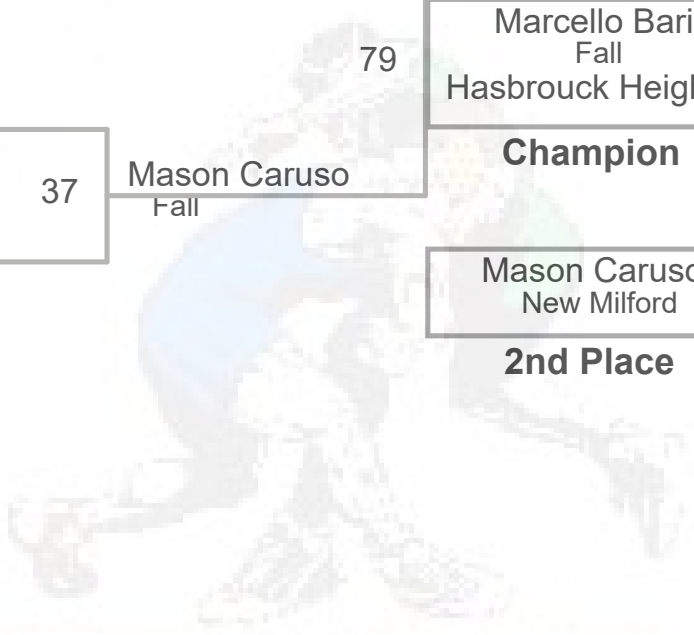 79
Marcello Bari
Fall
Hasbrouck Heigh
Champion
37
Mason Caruso
Fall
Mason Caruso
New Milford
2nd Place